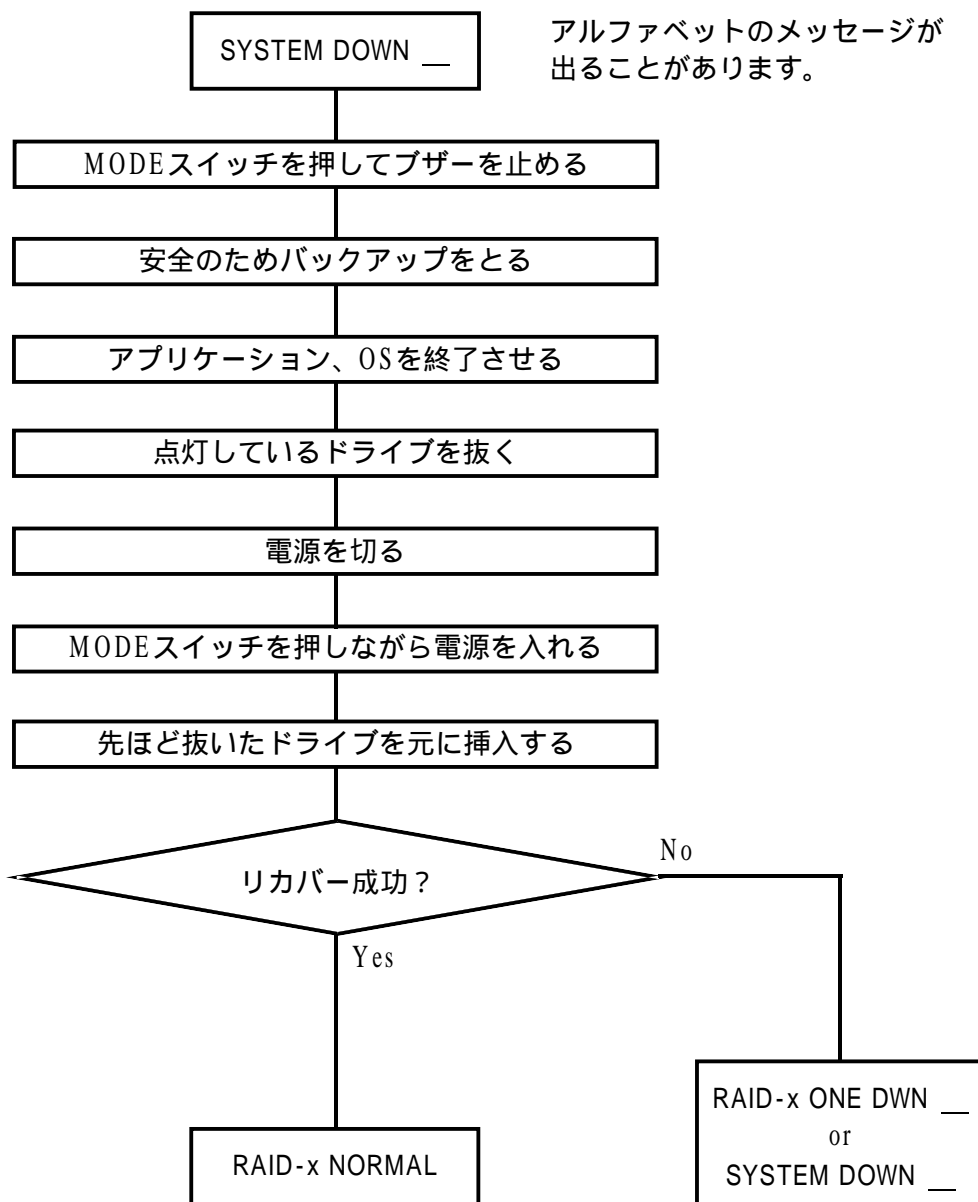 SYSTEM DOWN __
アルファベットのメッセージが
出ることがあります。
MODEスイッチを押してブザーを止める
安全のためバックアップをとる
アプリケーション、OSを終了させる
点灯しているドライブを抜く
電源を切る
MODEスイッチを押しながら電源を入れる
先ほど抜いたドライブを元に挿入する
リカバー成功？
No
Yes
RAID-x ONE DWN __
or
SYSTEM DOWN __
RAID-x NORMAL